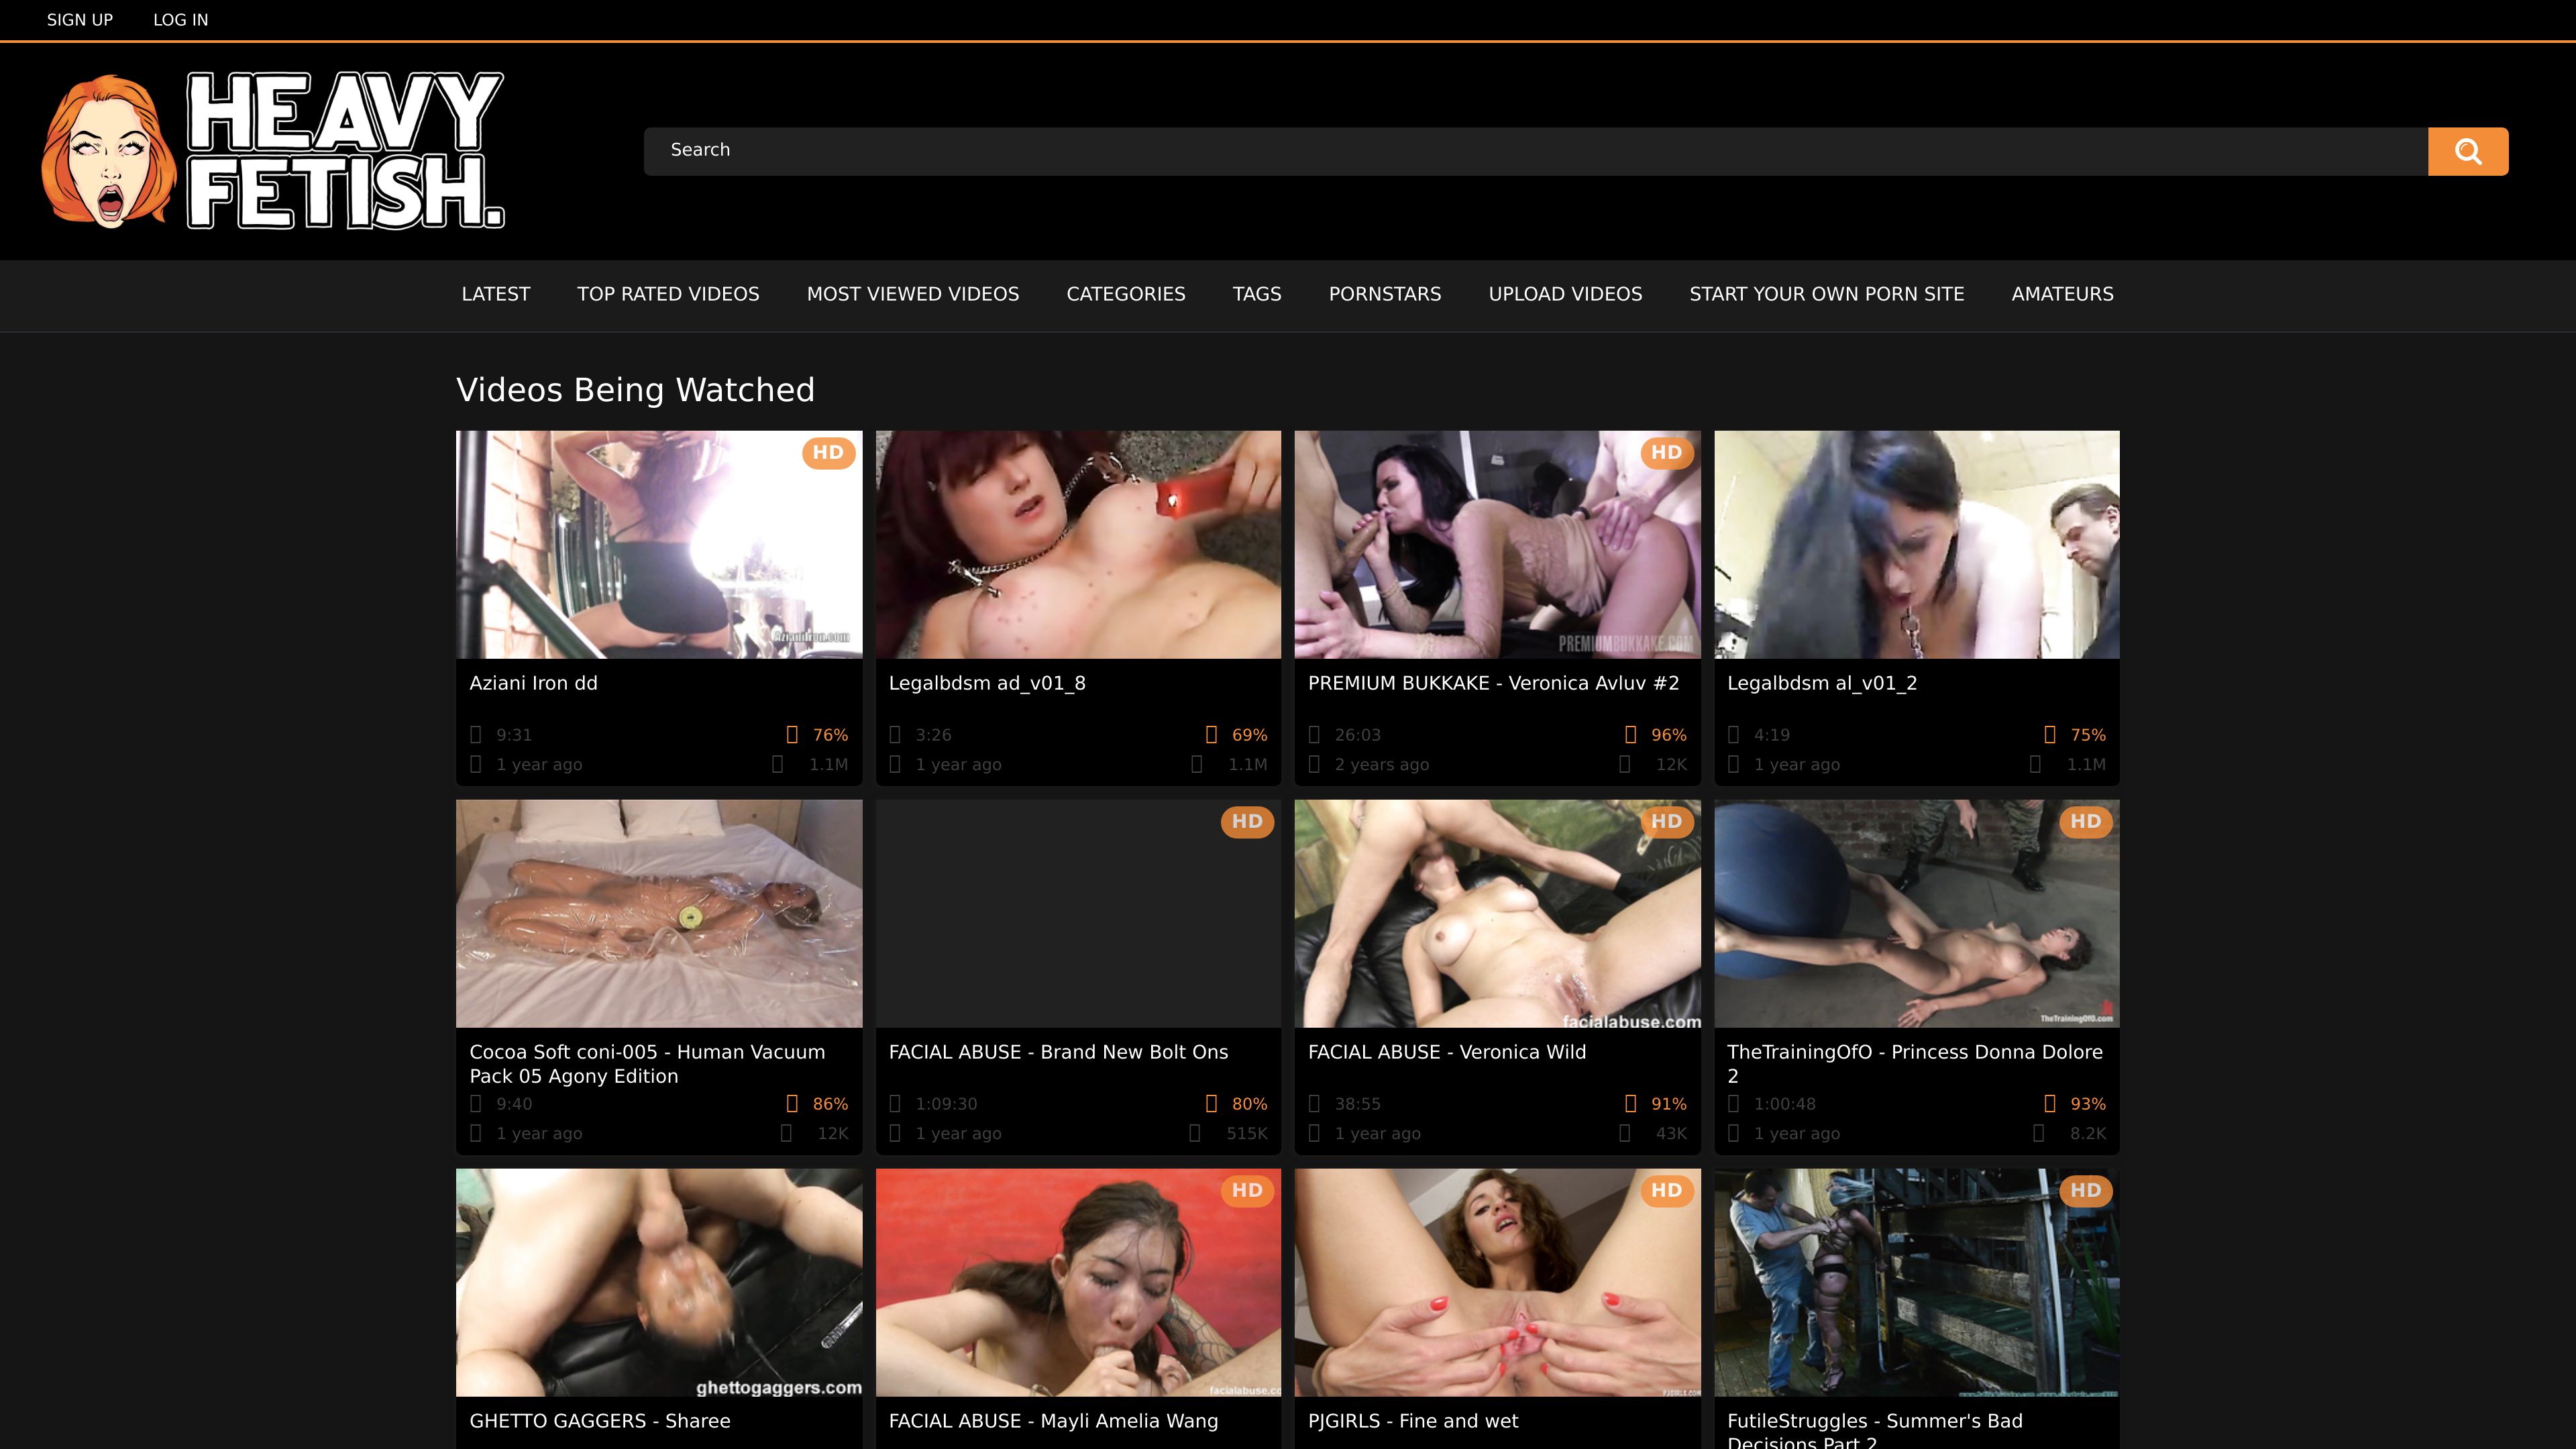 SIGN UP LOG IN
HEAVY
FETISH.
Search
LATEST TOP RATED VIDEOS MOST VIEWED VIDEOS CATEGORIES TAGS PORNSTARS UPLOAD VIDEOS START YOUR OWN PORN SITE AMATEURS
Videos Being Watched
HD
AzianiIron.com
Aziani Iron dd
9:31 76%
1 year ago 1.1M
Legalbdsm ad_v01_8
3:26 69%
1 year ago 1.1M
HD
PREMIUMBUKKAKE.COM
PREMIUM BUKKAKE - Veronica Avluv #2
26:03 96%
2 years ago 12K
Legalbdsm al_v01_2
4:19 75%
1 year ago 1.1M
Cocoa Soft coni-005 - Human Vacuum
Pack 05 Agony Edition
9:40 86%
1 year ago 12K
HD
FACIAL ABUSE - Brand New Bolt Ons
1:09:30 80%
1 year ago 515K
HD
facialabuse.com
FACIAL ABUSE - Veronica Wild
38:55 91%
1 year ago 43K
HD
TheTrainingOfO.com
TheTrainingOfO - Princess Donna Dolore
2
1:00:48 93%
1 year ago 8.2K
ghettogaggers.com
GHETTO GAGGERS - Sharee
HD
facialabuse.co
FACIAL ABUSE - Mayli Amelia Wang
HD
PJGIRLS.COM
PJGIRLS - Fine and wet
HD
FutileStruggles - Summer's Bad
Decisions Part 2